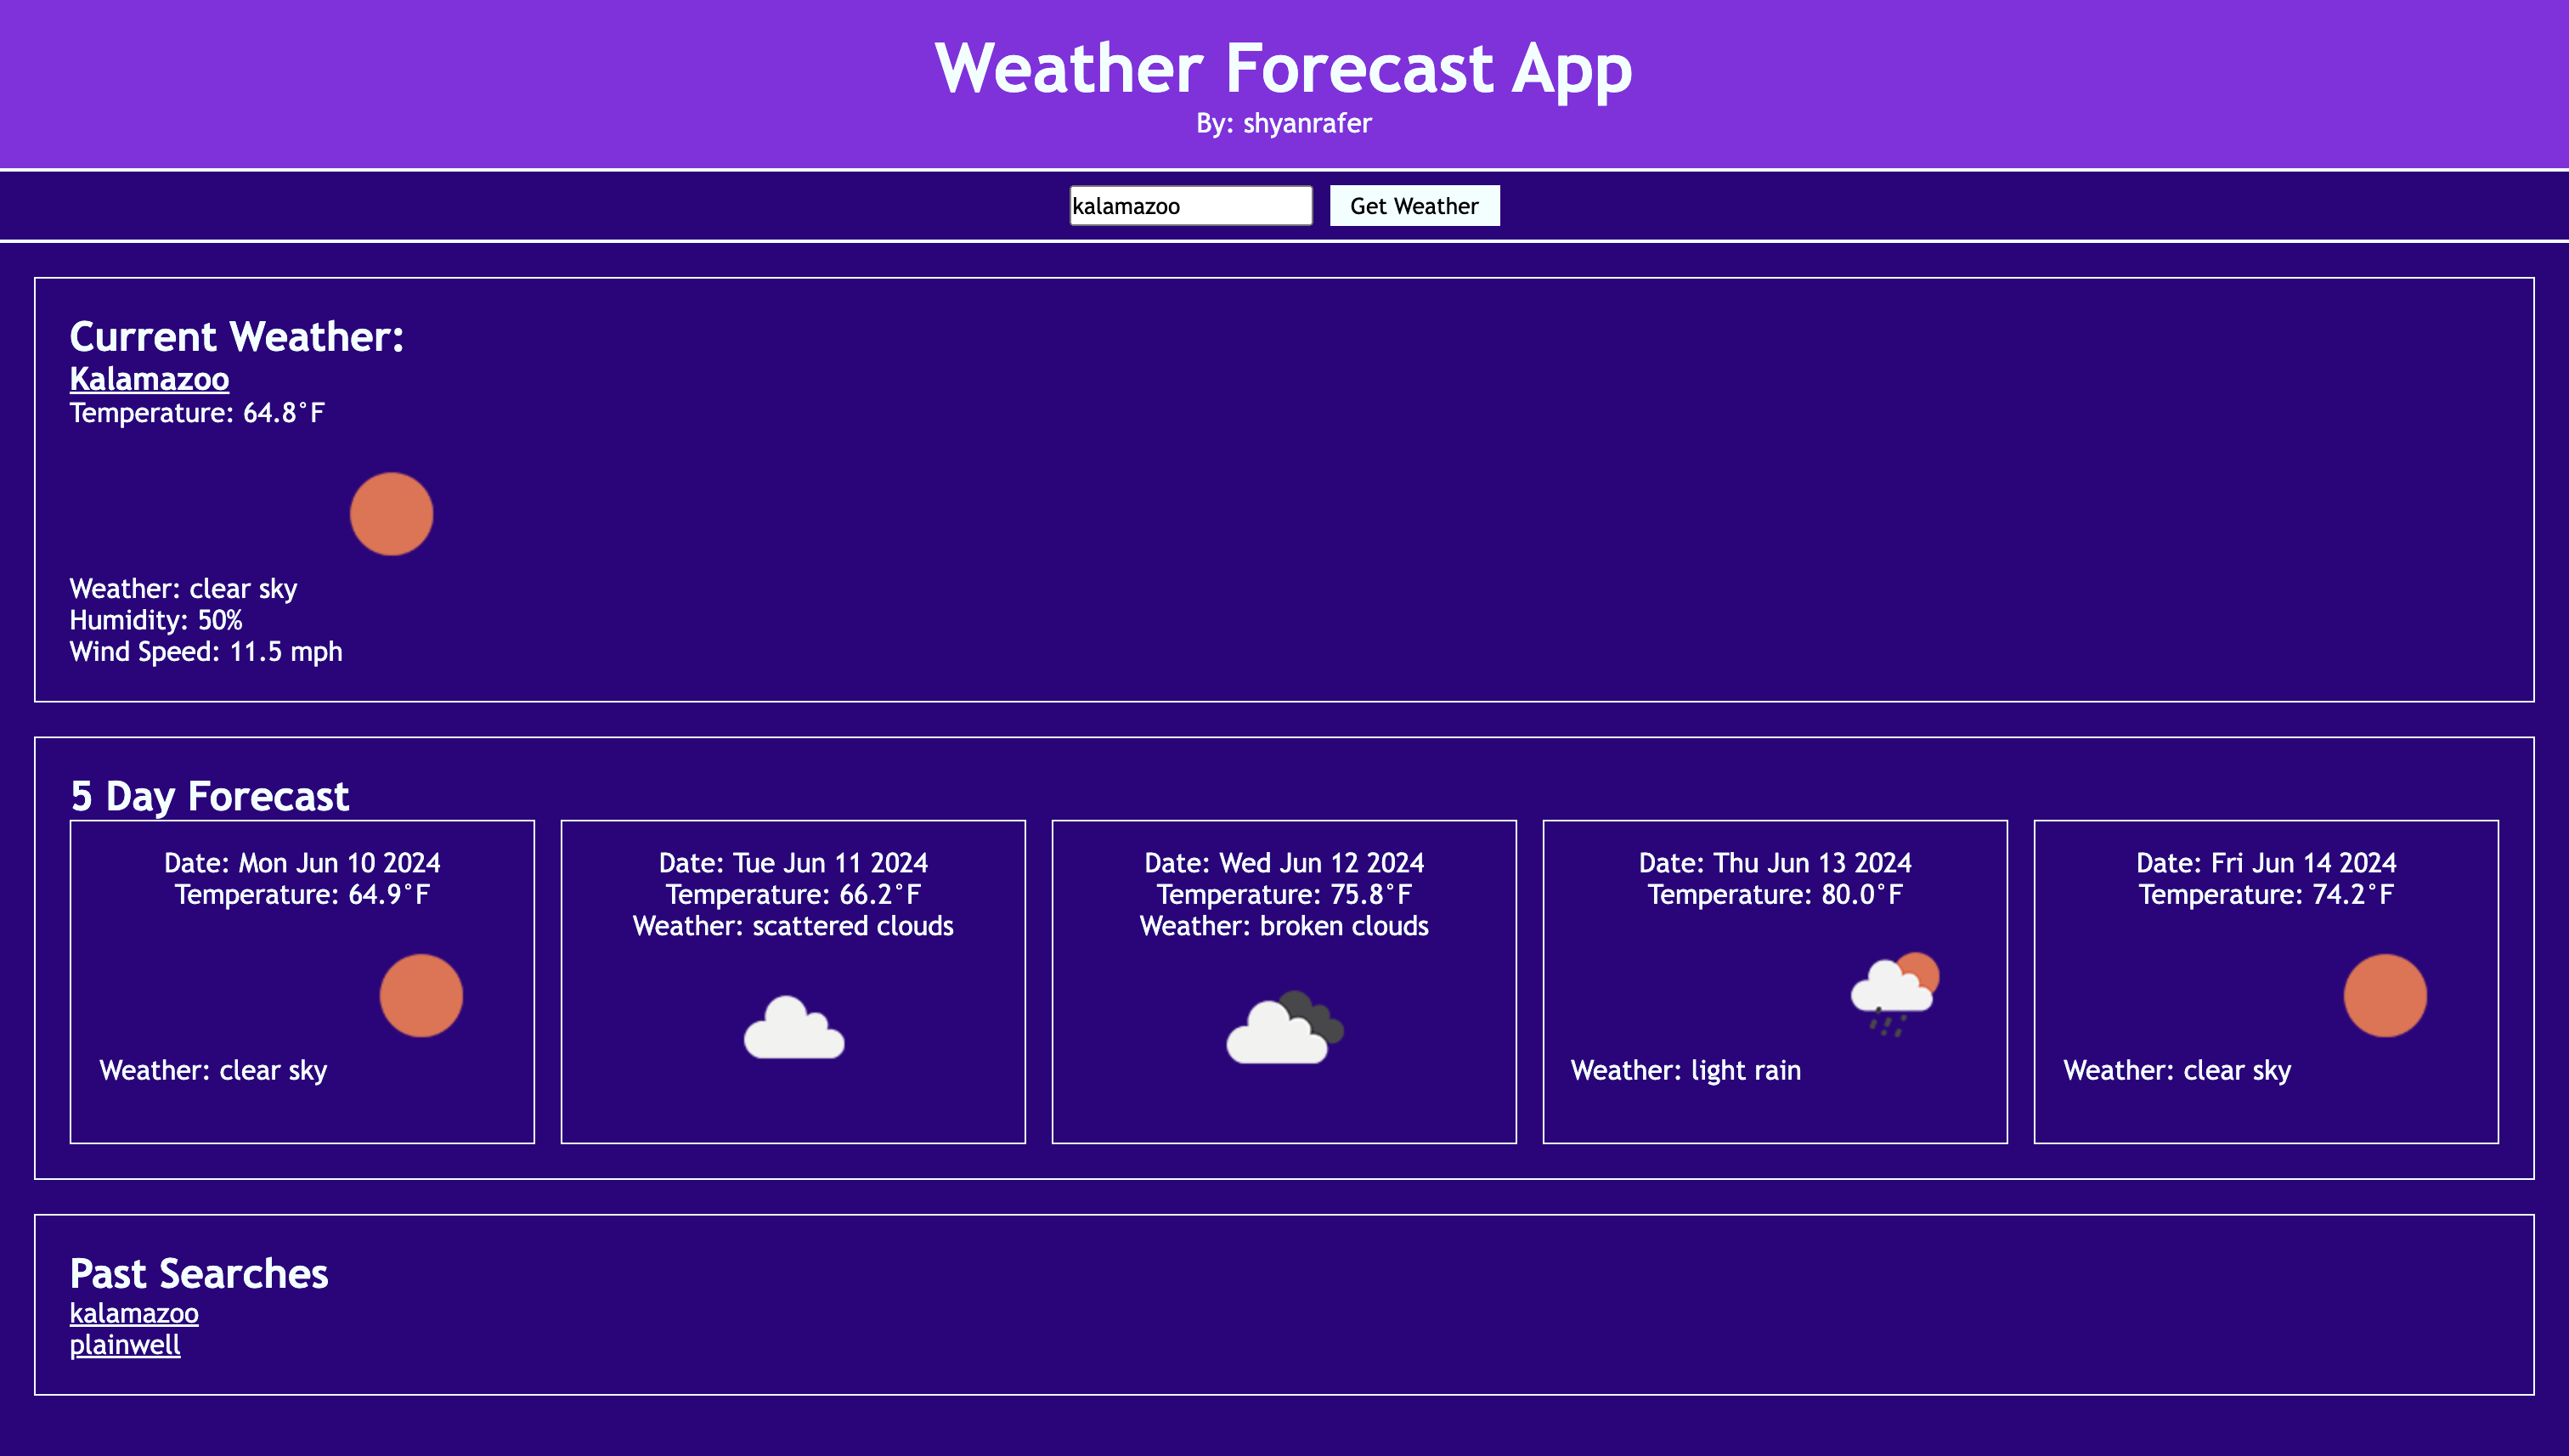 Weather Forecast App
By: shyanrafer
kalamazoo Get Weather
Current Weather:
Kalamazoo
Temperature: 64.8°F
Weather: clear sky
Humidity: 50%
Wind Speed: 11.5 mph
5 Day Forecast
Date: Mon Jun 10 2024
Temperature: 64.9°F
Weather: clear sky
Date: Tue Jun 11 2024
Temperature: 66.2°F
Weather: scattered clouds
Date: Wed Jun 12 2024
Temperature: 75.8°F
Weather: broken clouds
Date: Thu Jun 13 2024
Temperature: 80.0°F
Weather: light rain
Date: Fri Jun 14 2024
Temperature: 74.2°F
Weather: clear sky
Past Searches
kalamazoo
plainwell